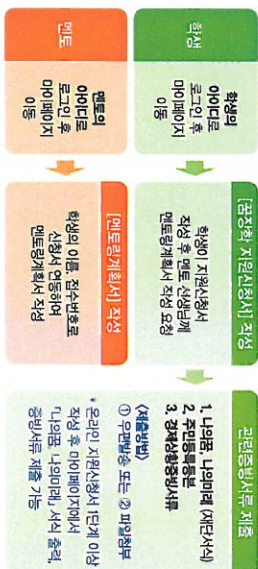 학생
학생의
아이디로
로그인 후
마이페이지
이동
[꿈장학 지원신청서] 작성
학생이 지원신청서
작성 후 멘토 선생님께
멘토링계획서 작성 요청
관련증빙서류 제출
1. 나의꿈, 나의미래 (재단서식)
2. 주민등록등본
3. 경제상황증빙서류
<제출방법>
① 우편발송 또는 ② 파일첨부
* 온라인 지원신청서 1단계 이상
작성 후 마이페이지에서
「나의꿈, 나의미래」 서식 출력,
증빙서류 제출 가능
멘토
멘토의
아이디로
로그인 후
마이페이지
이동
[멘토링계획서] 작성
학생의 이름, 접수번호로
신청서 연동하여
멘토링계획서 작성